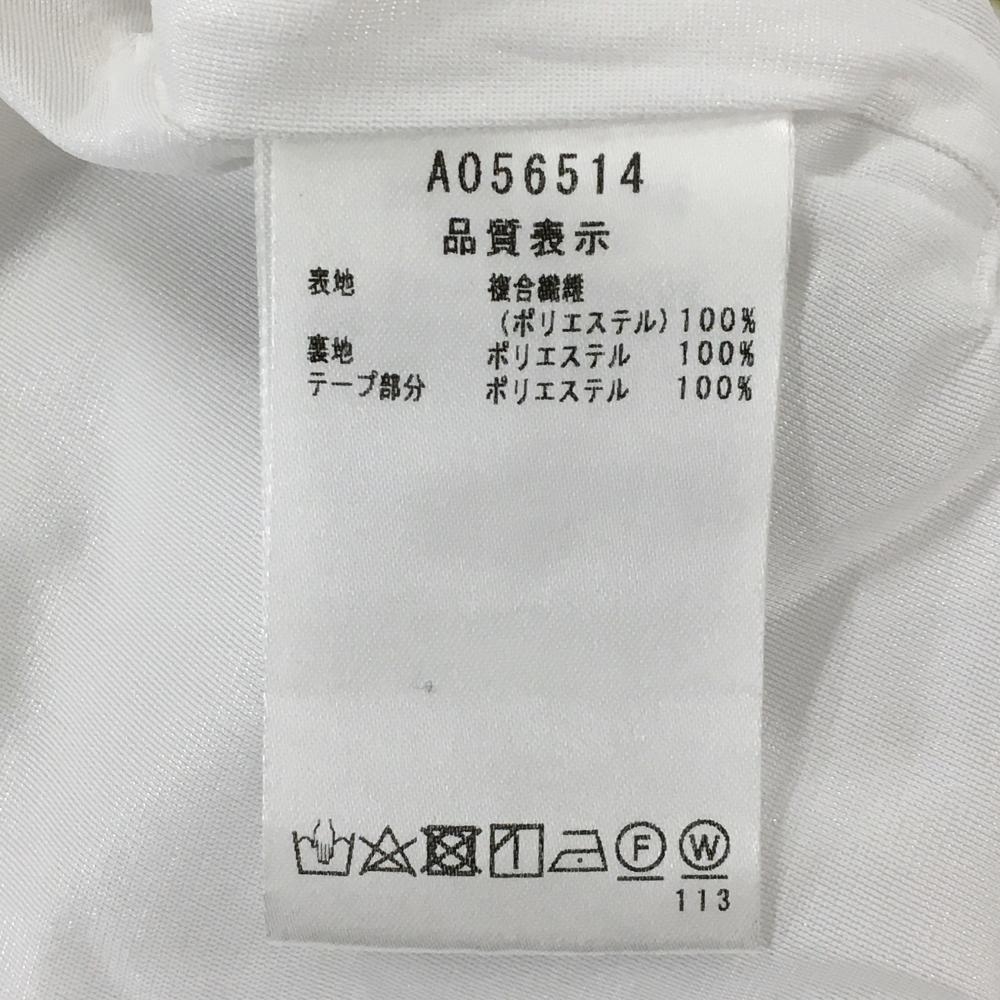 A056514
品質表示
表地 複合繊維
(ポリエステル) 100%
裏地 ポリエステル 100%
テープ部分 ポリエステル 100%
F W
113